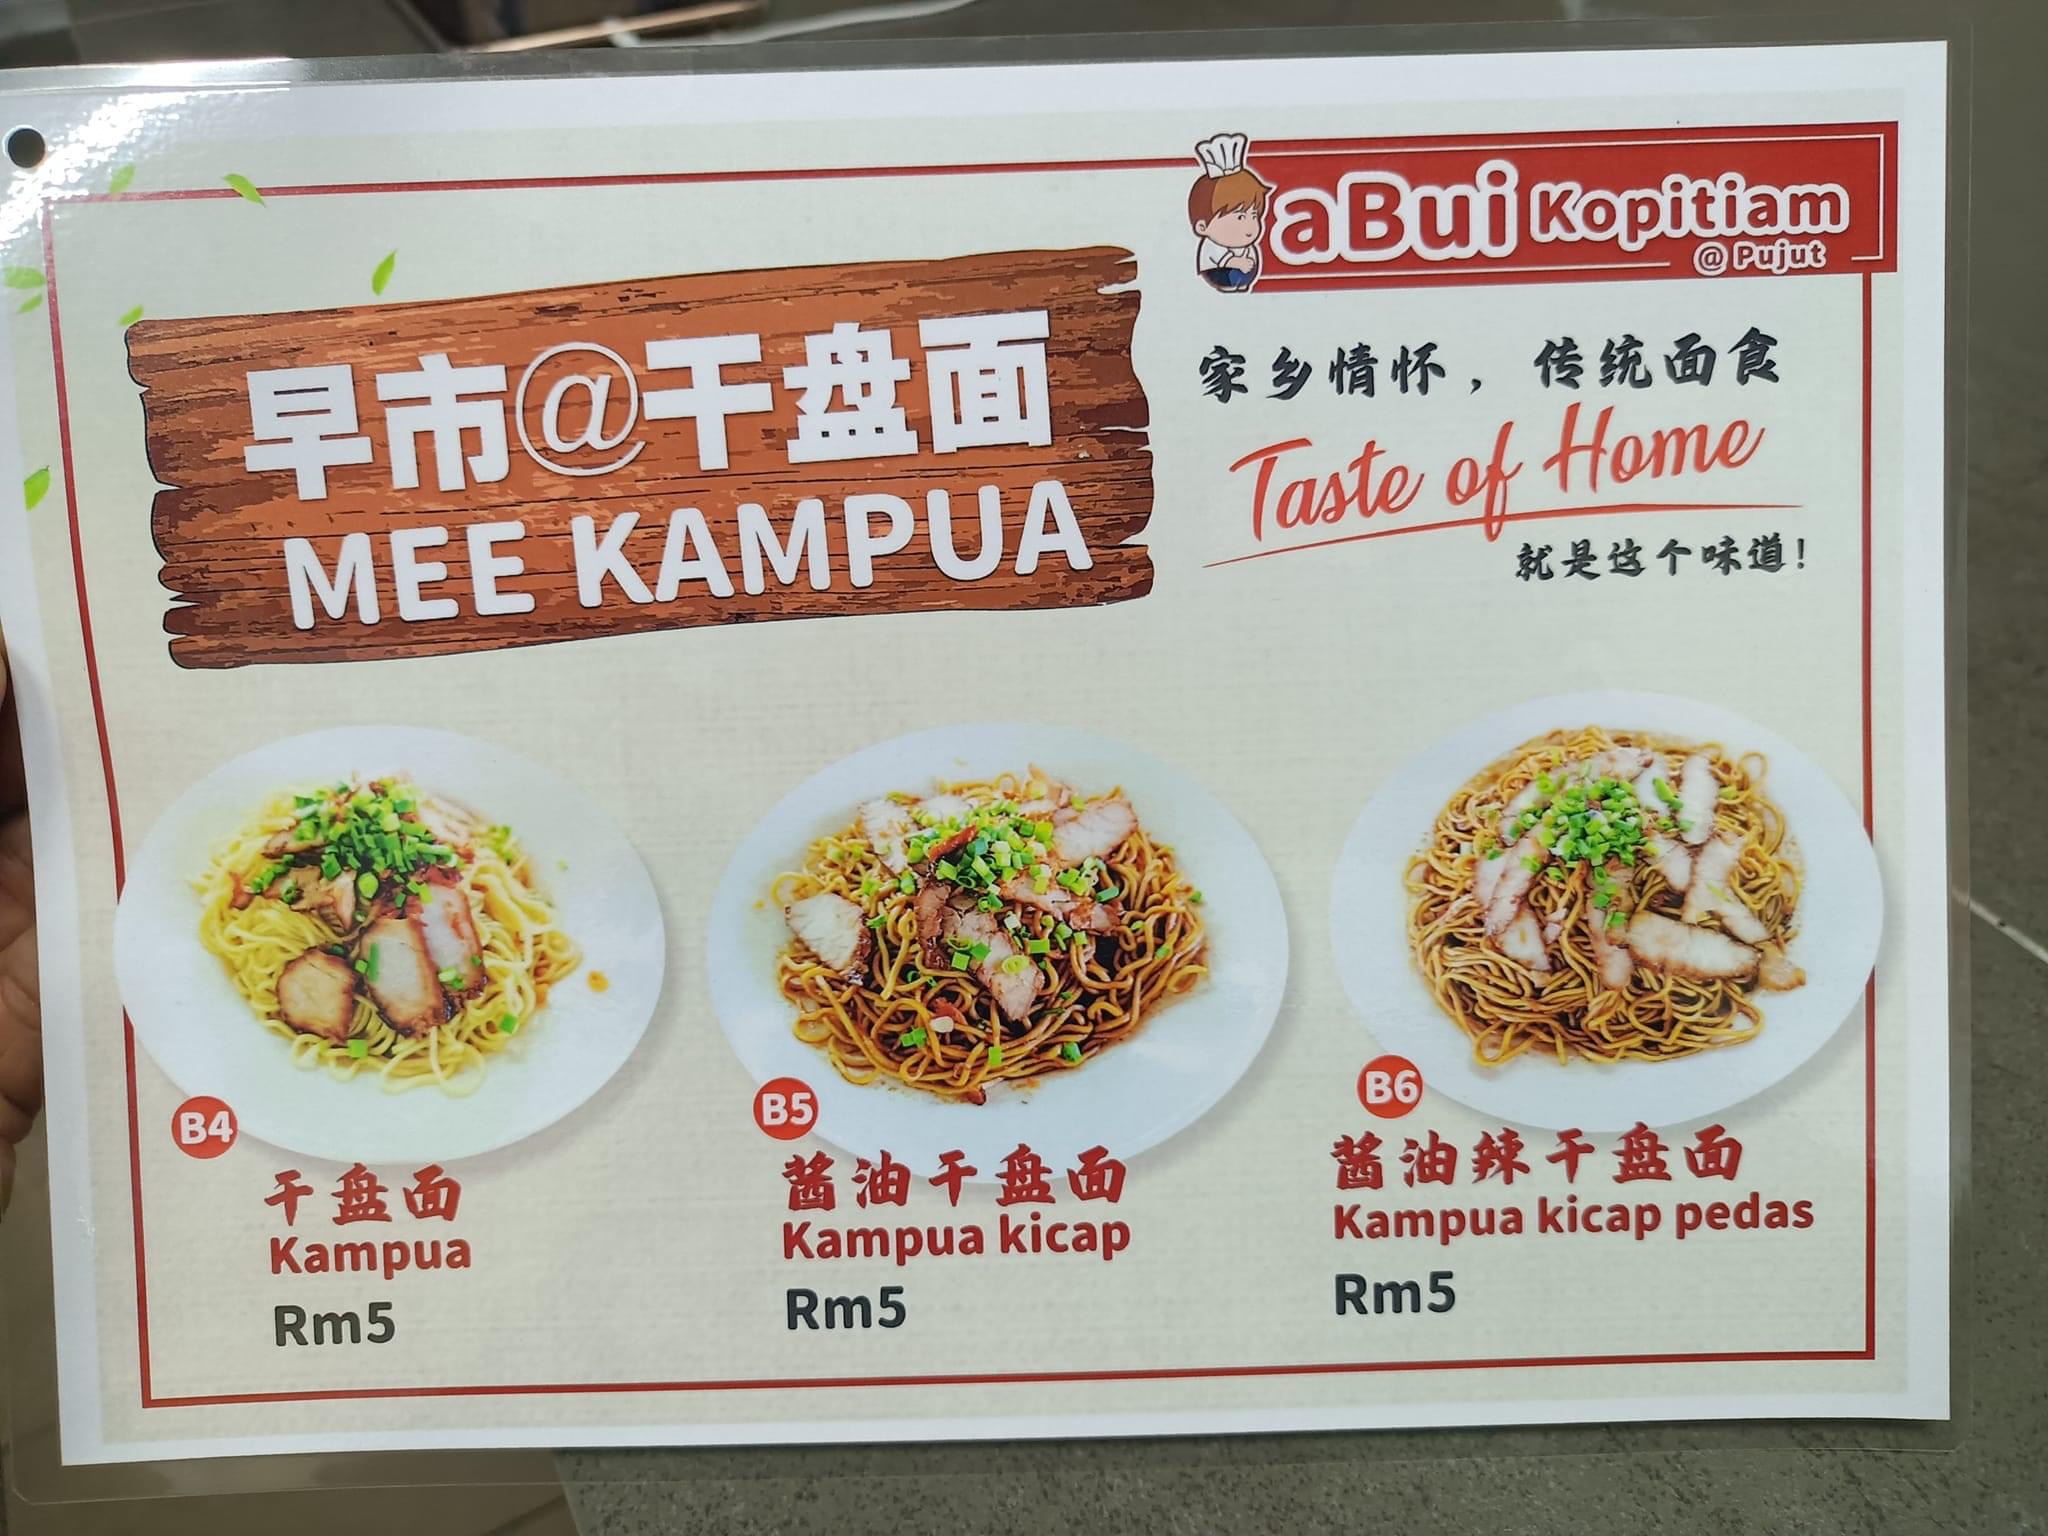 aBui Kopitiam
@ Pujut
早市@干盘面
MEE KAMPUA
家乡情怀，传统面食
Taste of Home
就是这个味道！
B4
干盘面
Kampua
Rm5
B5
酱油干盘面
Kampua kicap
Rm5
B6
酱油辣干盘面
Kampua kicap pedas
Rm5